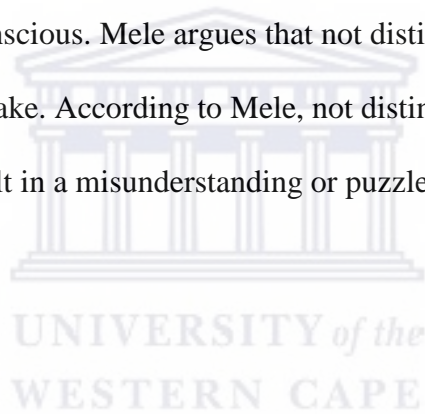 nscious. Mele argues that not disti
ake. According to Mele, not distin
lt in a misunderstanding or puzzle
UNIVERSITY of the
WESTERN CAPE